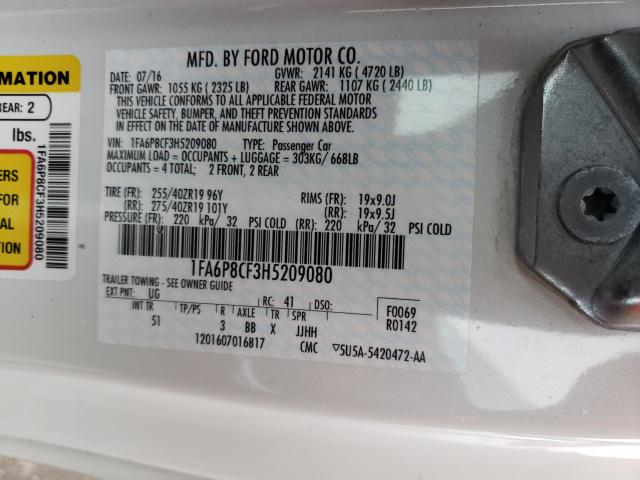 MFD. BY FORD MOTOR CO.
DATE: 07/16 GVWR: 2141 KG (4720 LB)
FRONT GAWR: 1055 KG (2325 LB) REAR GAWR: 1107 KG (2440 LB)
THIS VEHICLE CONFORMS TO ALL APPLICABLE FEDERAL MOTOR
VEHICLE SAFETY, BUMPER, AND THEFT PREVENTION STANDARDS
IN EFFECT ON THE DATE OF MANUFACTURE SHOWN ABOVE.
VIN: 1FA6P8CF3H5209080 TYPE: Passenger Car
MAXIMUM LOAD = OCCUPANTS + LUGGAGE = 303KG/668LB
OCCUPANTS = 4 TOTAL; 2 FRONT, 2 REAR
TIRE (FR): 255/40ZR19 96Y RIMS (FR): 19x9.0J
(RR): 275/40ZR19 101Y (RR): 19x9.5J
PRESSURE (FR): 220 kPa/ 32 PSI COLD (RR): 220 kPa/ 32 PSI COLD
1FA6P8CF3H5209080
TRAILER TOWING - SEE OWNER GUIDE
EXT PNT: UG RC: 41 DSO: F0069
INT TR TP/PS R AXLE TR SPR R0142
51 3 BB X JJHH
1201607016817 CMC ▽5U5A-5420472-AA
RMATION
REAR: 2
lbs.
ERS
FOR
AL
ION
1FA6P8CF3H5209080